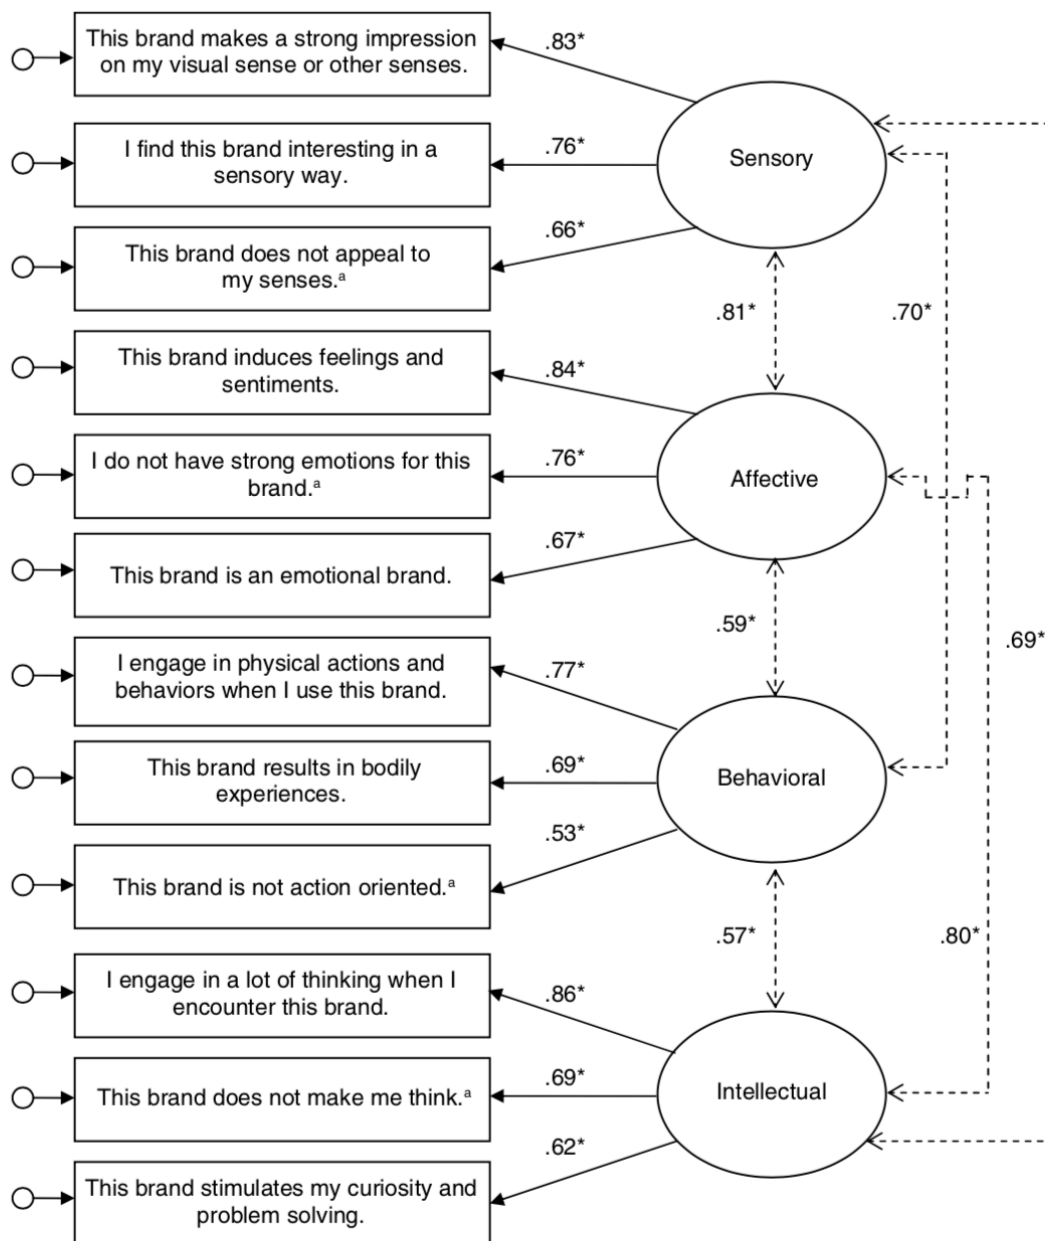 This brand makes a strong impression
on my visual sense or other senses.
.83*
I find this brand interesting in a
sensory way.
.76*
Sensory
This brand does not appeal to
my senses.ᵃ
.66*
.81*
.70*
This brand induces feelings and
sentiments.
.84*
I do not have strong emotions for this
brand.ᵃ
.76*
Affective
This brand is an emotional brand.
.67*
.59*
.69*
I engage in physical actions and
behaviors when I use this brand.
.77*
This brand results in bodily
experiences.
.69*
Behavioral
This brand is not action oriented.ᵃ
.53*
.57*
.80*
I engage in a lot of thinking when I
encounter this brand.
.86*
This brand does not make me think.ᵃ
.69*
Intellectual
This brand stimulates my curiosity and
problem solving.
.62*